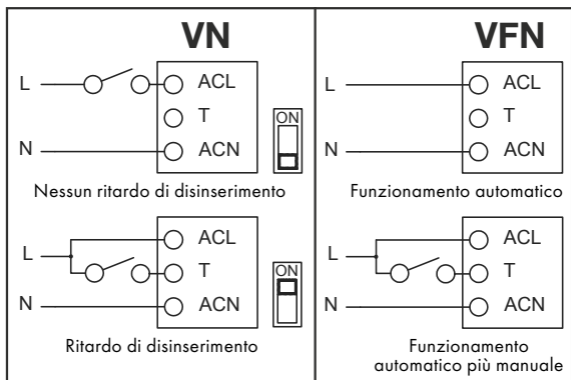 VN
L
ACL
T
N
ACN
ON
Nessun ritardo di disinserimento
L
ACL
T
N
ACN
ON
Ritardo di disinserimento
VFN
L
ACL
T
N
ACN
Funzionamento automatico
L
ACL
T
N
ACN
Funzionamento
automatico più manuale